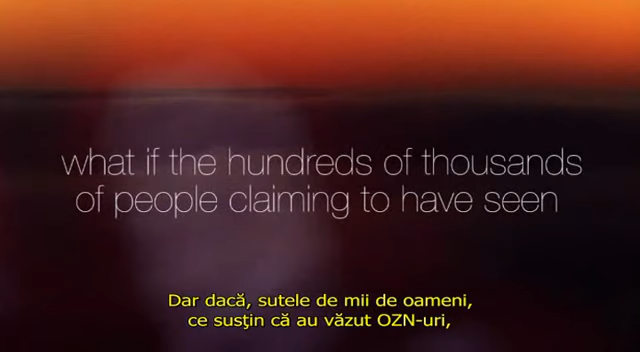 what if the hundreds of thousands
of people claiming to have seen
Dar dacă, sutele de mii de oameni,
ce susţin că au văzut OZN-uri,